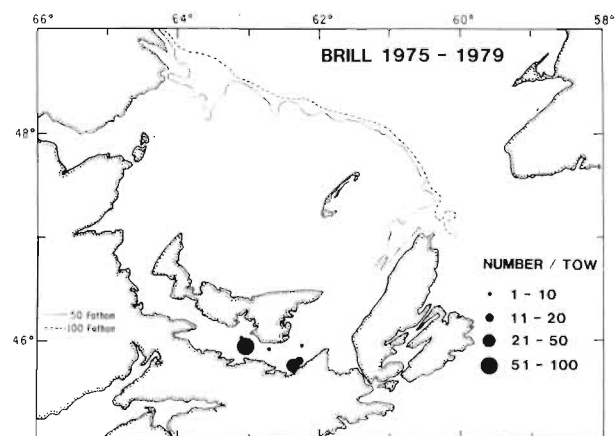 66° 64° 62° 60° 58°
BRILL 1975 - 1979
48°
NUMBER / TOW
1 - 10
50 Fathom
11 - 20
100 Fathom
46°
21 - 50
51 - 100